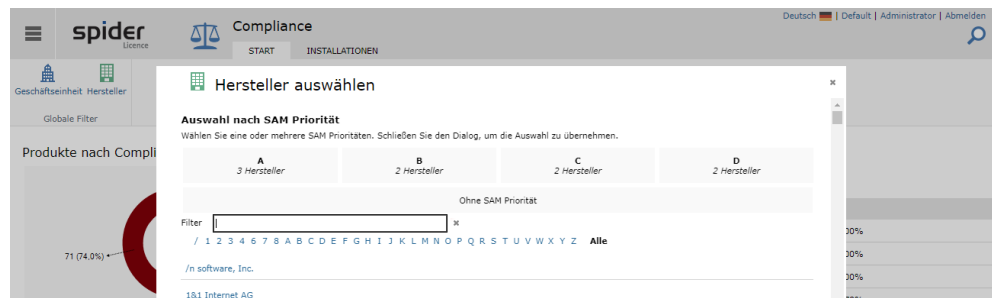 Deutsch | Default | Administrator | Abmelden
spider
Licence
Compliance
START INSTALLATIONEN
Geschäftseinheit Hersteller
Globale Filter
Produkte nach Compli
71 (74.0%)
Hersteller auswählen
Auswahl nach SAM Priorität
Wählen Sie eine oder mehrere SAM Prioritäten. Schließen Sie den Dialog, um die Auswahl zu übernehmen.
A B C D
3 Hersteller 2 Hersteller 2 Hersteller 2 Hersteller
Ohne SAM Priorität
Filter
/ 1 2 3 4 6 7 8 A B C D E F G H I J K L M N O P Q R S T U V W X Y Z Alle
/n software, Inc.
1&1 Internet AG
00%
00%
00%